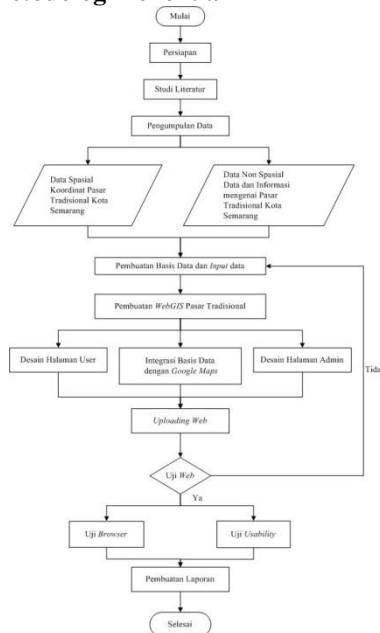 Mulai
Persiapan
Studi Literatur
Pengumpulan Data
Data Spasial
Koordinat Pasar
Tradisional Kota
Semarang
Data Non Spasial
Data dan Informasi
mengenai Pasar
Tradisional Kota
Semarang
Pembuatan Basis Data dan Input data
Pembuatan WebGIS Pasar Tradisional
Desain Halaman User
Integrasi Basis Data
dengan Google Maps
Desain Halaman Admin
Tida
Uploading Web
Uji Web
Ya
Uji Browser
Uji Usability
Pembuatan Laporan
Selesai